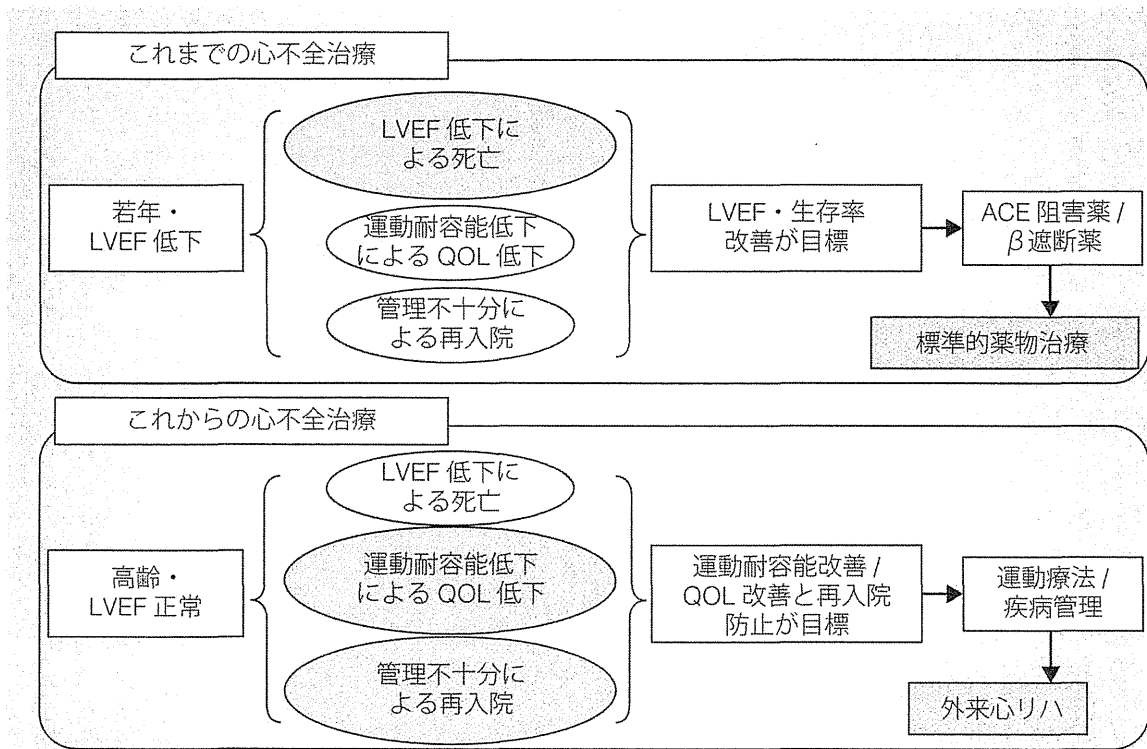 これまでの心不全治療
若年・
LVEF 低下
LVEF 低下に
よる死亡
運動耐容能低下
による QOL 低下
管理不十分に
よる再入院
LVEF・生存率
改善が目標
ACE 阻害薬 /
β遮断薬
標準的薬物治療
これからの心不全治療
高齢・
LVEF 正常
LVEF 低下に
よる死亡
運動耐容能低下
による QOL 低下
管理不十分に
よる再入院
運動耐容能改善 /
QOL 改善と再入院
防止が目標
運動療法 /
疾病管理
外来心リハ